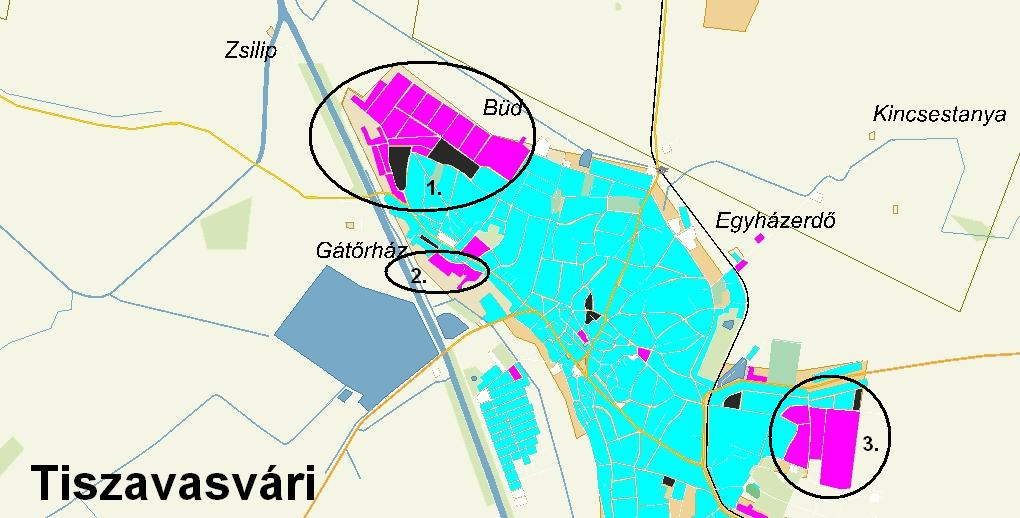 Zsilip
Büd
Kincsestanya
1.
Egyházerdő
Gátőrház
2.
3.
Tiszavasvári